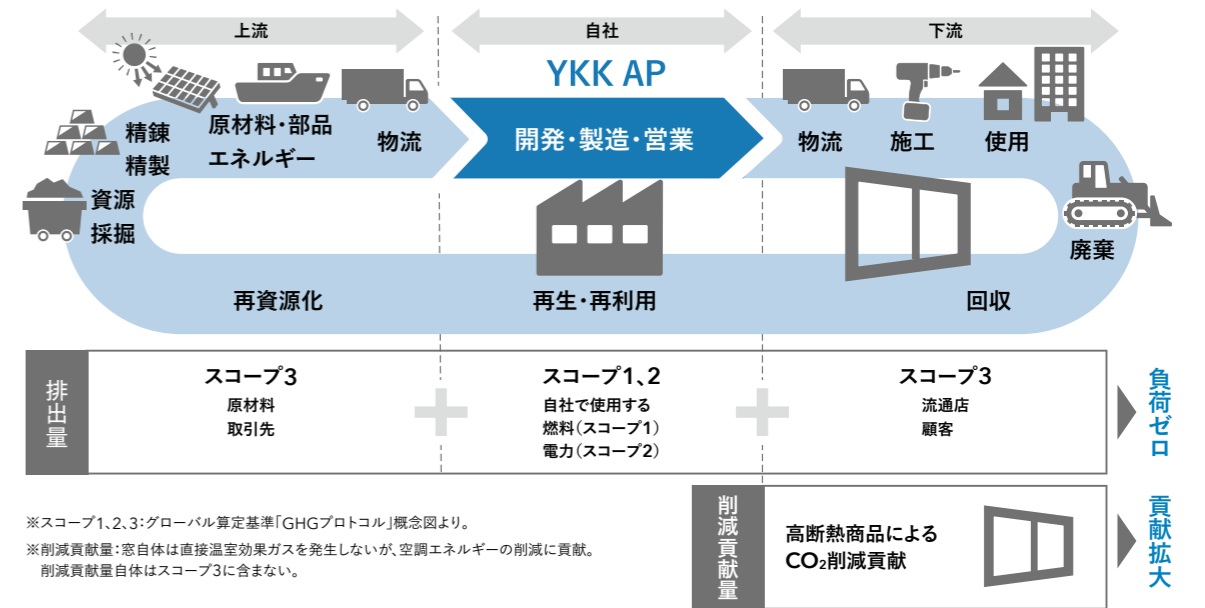 上流
自社
下流
YKK AP
精錬
精製
原材料・部品
エネルギー
物流
開発・製造・営業
物流
施工
使用
資源
採掘
廃棄
再資源化
再生・再利用
回収
排出量
スコープ3
原材料
取引先
スコープ1、2
自社で使用する
燃料(スコープ1)
電力(スコープ2)
スコープ3
流通店
顧客
負荷ゼロ
※スコープ1、2、3:グローバル算定基準「GHGプロトコル」概念図より。
※削減貢献量:窓自体は直接温室効果ガスを発生しないが、空調エネルギーの削減に貢献。
削減貢献量自体はスコープ3に含まない。
削減貢献量
高断熱商品による
CO₂削減貢献
貢献拡大